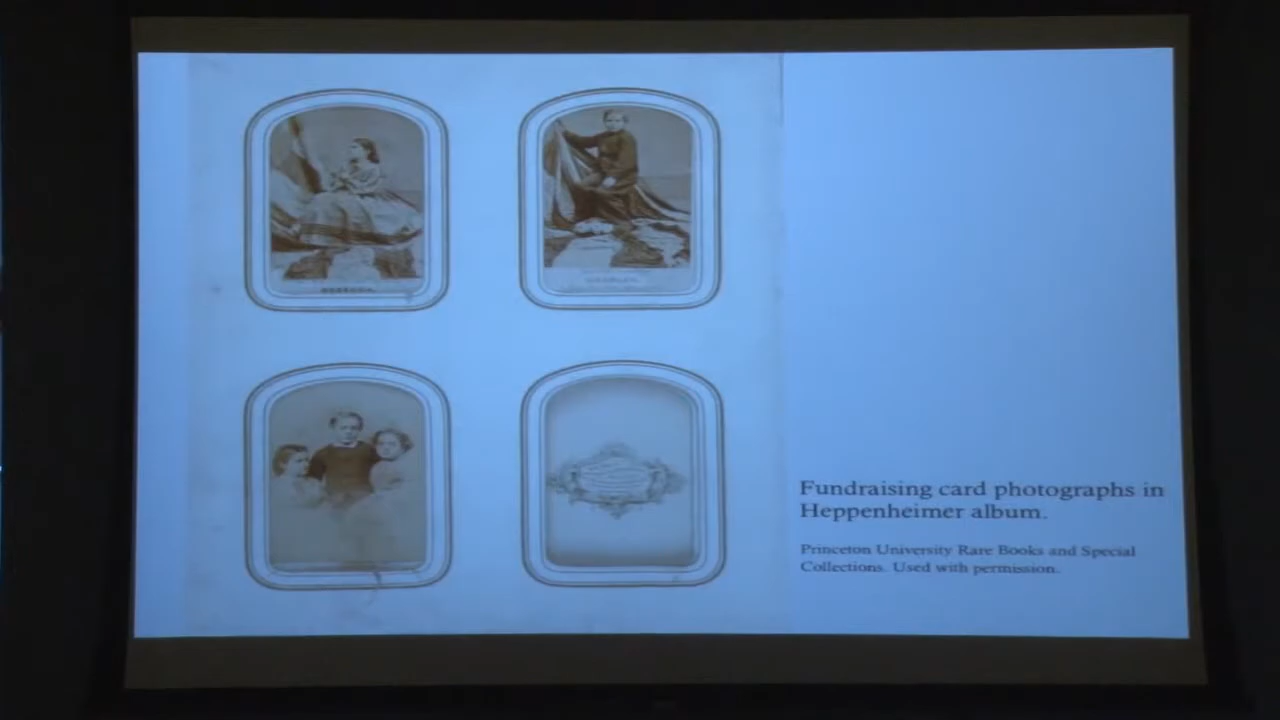 Fundraising card photographs in
Heppenheimer album.
Princeton University Rare Books and Special
Collections. Used with permission.